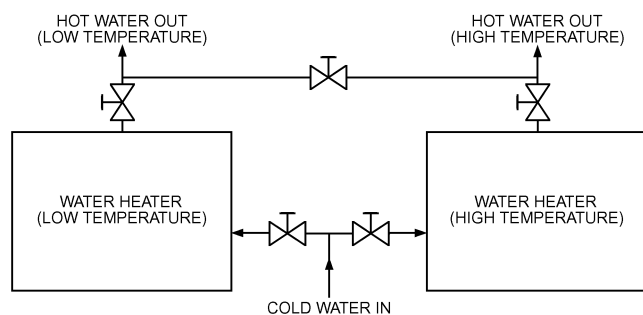 HOT WATER OUT
(LOW TEMPERATURE)
HOT WATER OUT
(HIGH TEMPERATURE)
WATER HEATER
(LOW TEMPERATURE)
WATER HEATER
(HIGH TEMPERATURE)
COLD WATER IN